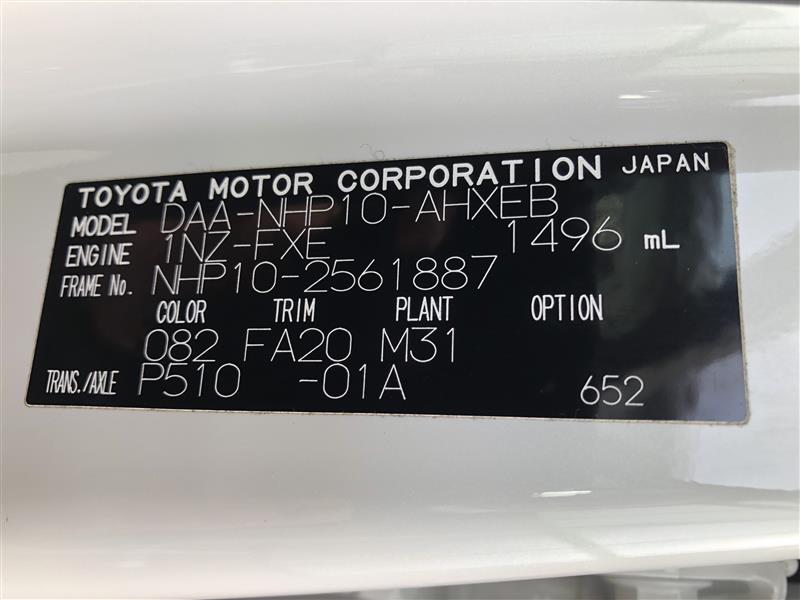 TOYOTA MOTOR CORPORATION JAPAN
MODEL DAA-NHP10-AHXEB
ENGINE 1NZ-FXE 1496 mL
FRAME No. NHP10-2561887
COLOR TRIM PLANT OPTION
082 FA20 M31
TRANS./AXLE P510 -01A 652